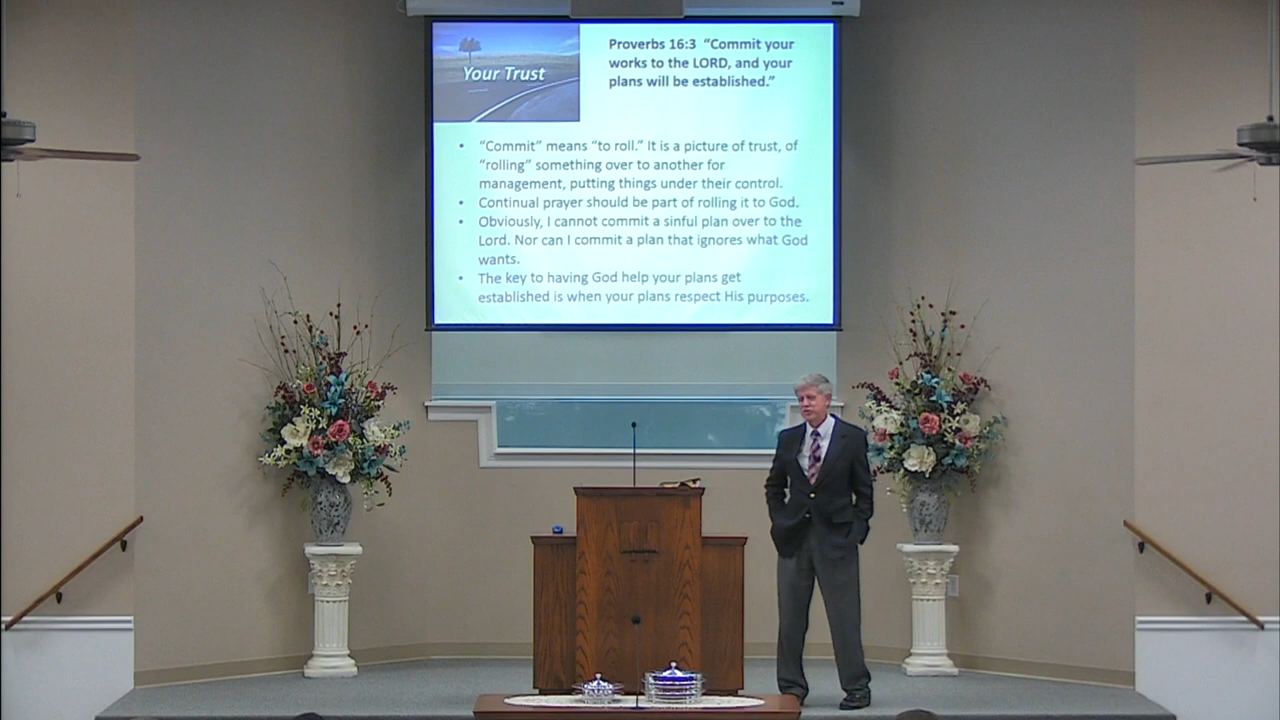 Your Trust
Proverbs 16:3 “Commit your
works to the LORD, and your
plans will be established.”
• “Commit” means “to roll.” It is a picture of trust, of
“rolling” something over to another for
management, putting things under their control.
• Continual prayer should be part of rolling it to God.
• Obviously, I cannot commit a sinful plan over to the
Lord. Nor can I commit a plan that ignores what God
wants.
• The key to having God help your plans get
established is when your plans respect His purposes.